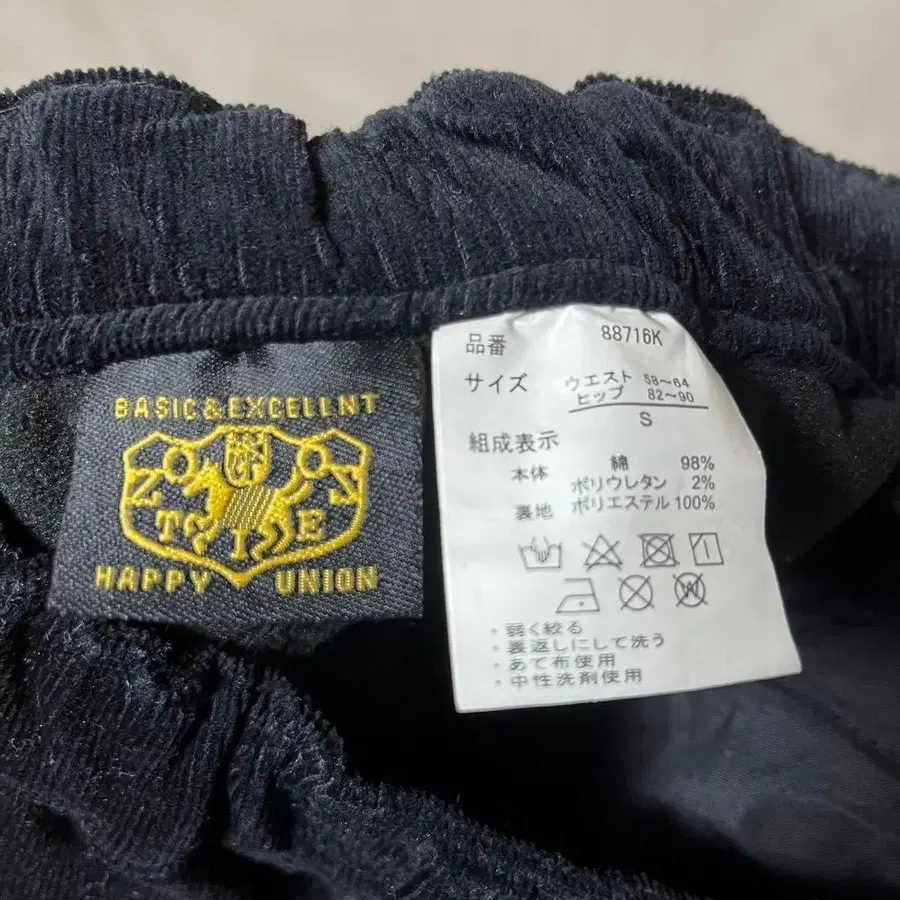 BASIC&EXCELLNT
TIE
HAPPY UNION
品番 88716K
サイズ ウエスト 58〜64
ヒップ 82〜90
S
組成表示
本体 綿 98%
ポリウレタン 2%
裏地 ポリエステル 100%
・弱く絞る
・裏返しにして洗う
・あて布使用
・中性洗剤使用